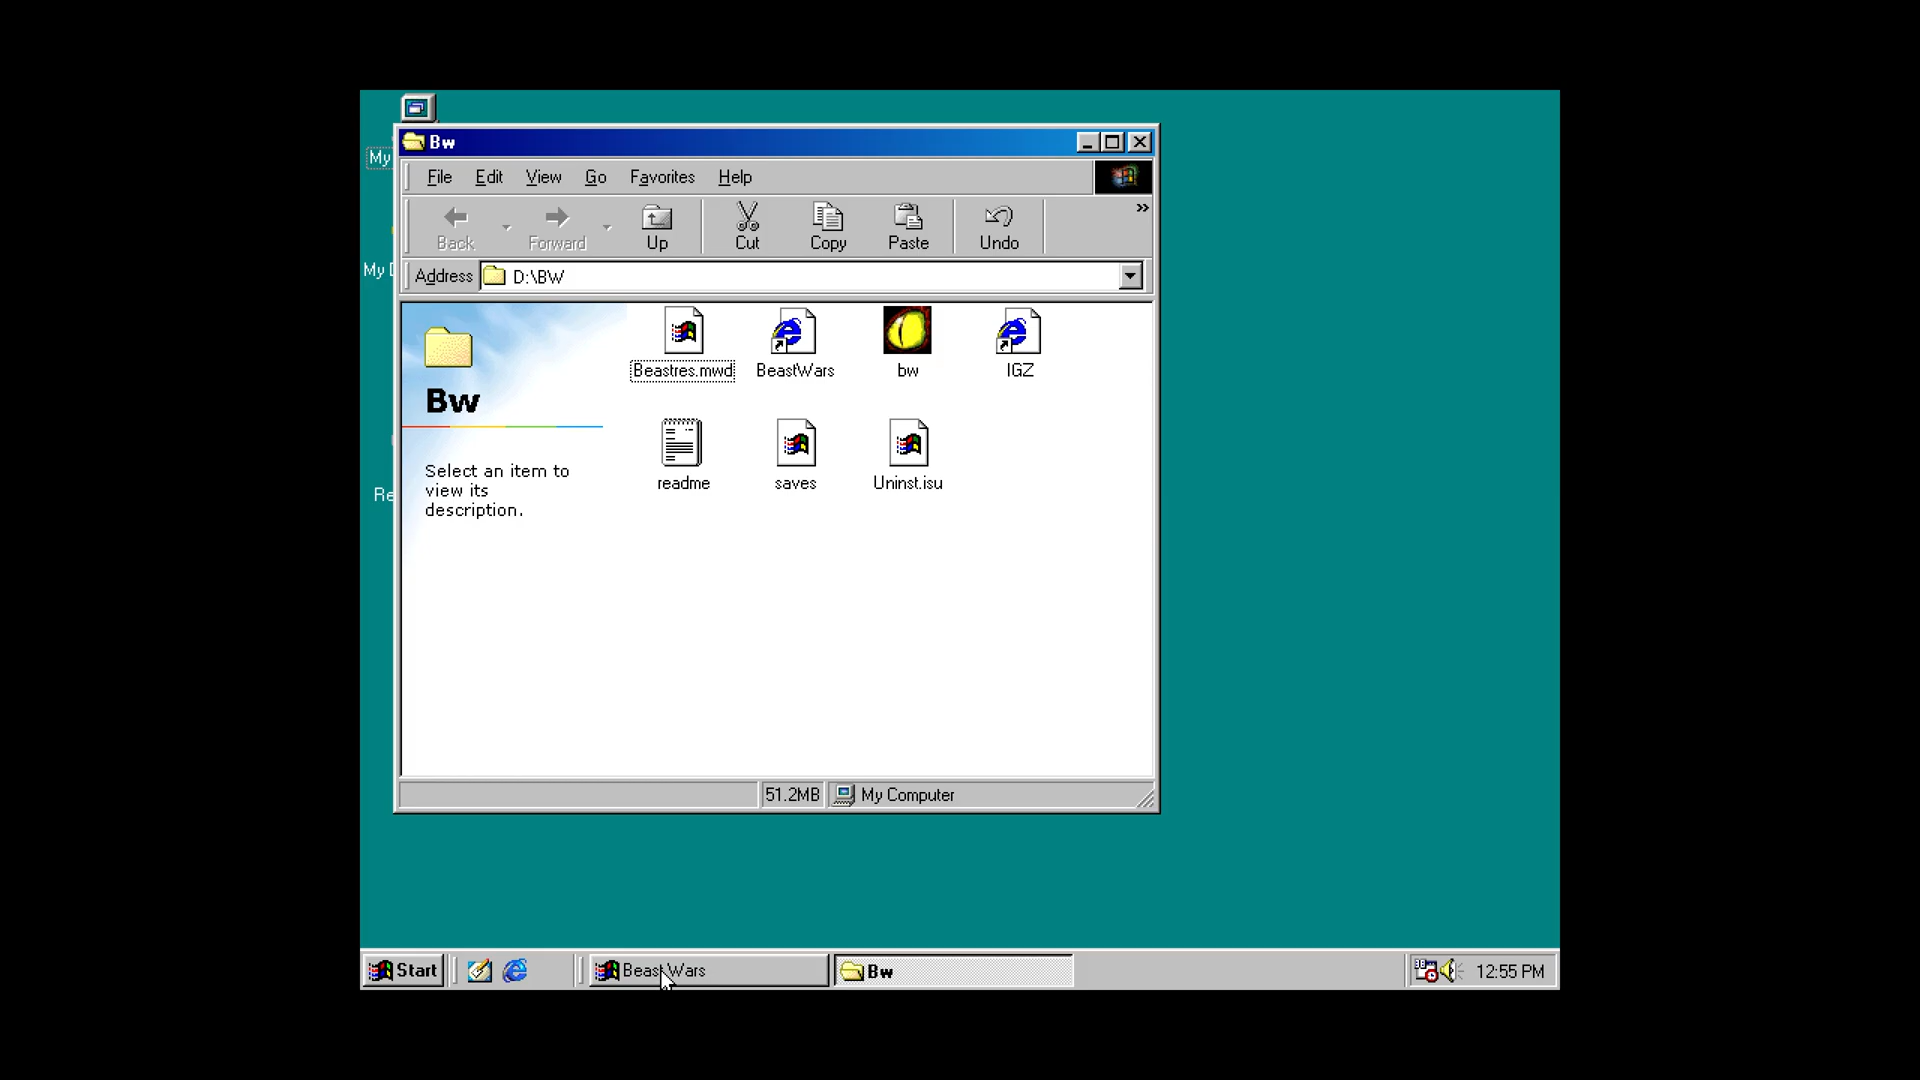 Bw
File Edit View Go Favorites Help
Back Forward Up Cut Copy Paste Undo »
Address D:\BW
My
My D
Re
Bw
Select an item to
view its
description.
Beastres.mwd BeastWars bw IGZ
readme saves Uninst.isu
51.2MB My Computer
Start BeastWars Bw 12:55 PM